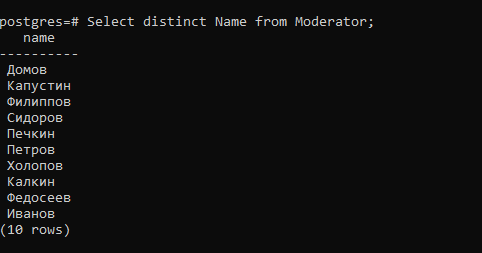 postgres=# Select distinct Name from Moderator;
name
----------
Домов
Капустин
Филиппов
Сидоров
Печкин
Петров
Холопов
Калкин
Федосеев
Иванов
(10 rows)